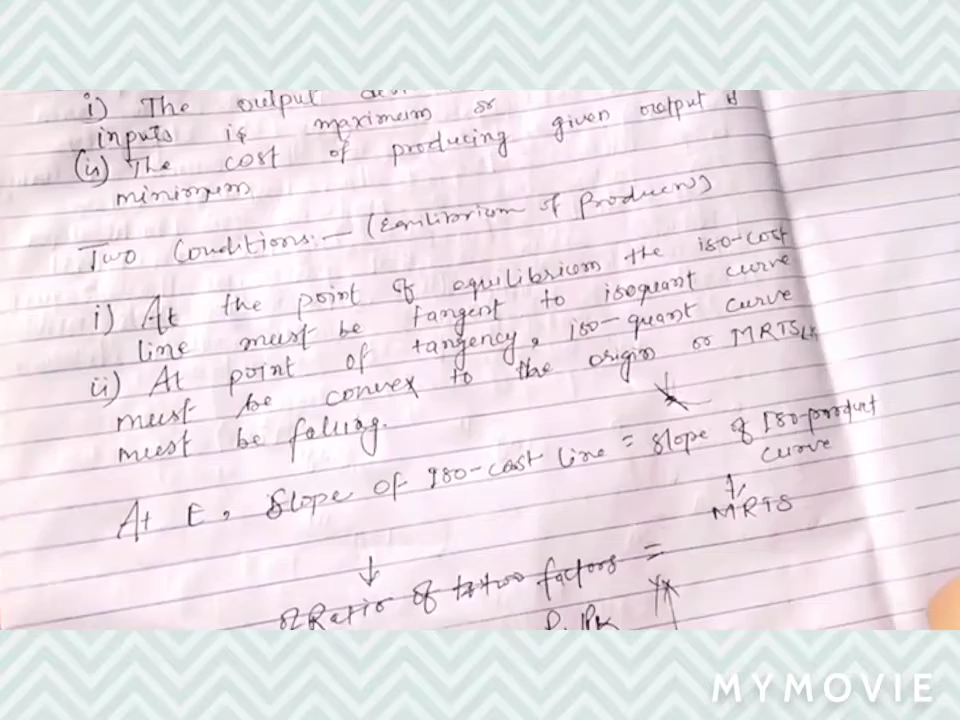 i) The output
inputs is maximum or
(ii) The cost of producing given output is
minimum
Two Conditions:- (Equilibrium of Producers)
i) At the point of equilibrium the iso-cost
line must be tangent to isoquant curve
ii) At point of tangency, iso-quant curve
must be convex to the origin or MRTSLK
must be falling.
At E, Slope of Iso-cost line = Slope of Iso-product
curve
MRTS
Ratio of two factors =
MYMOVIE